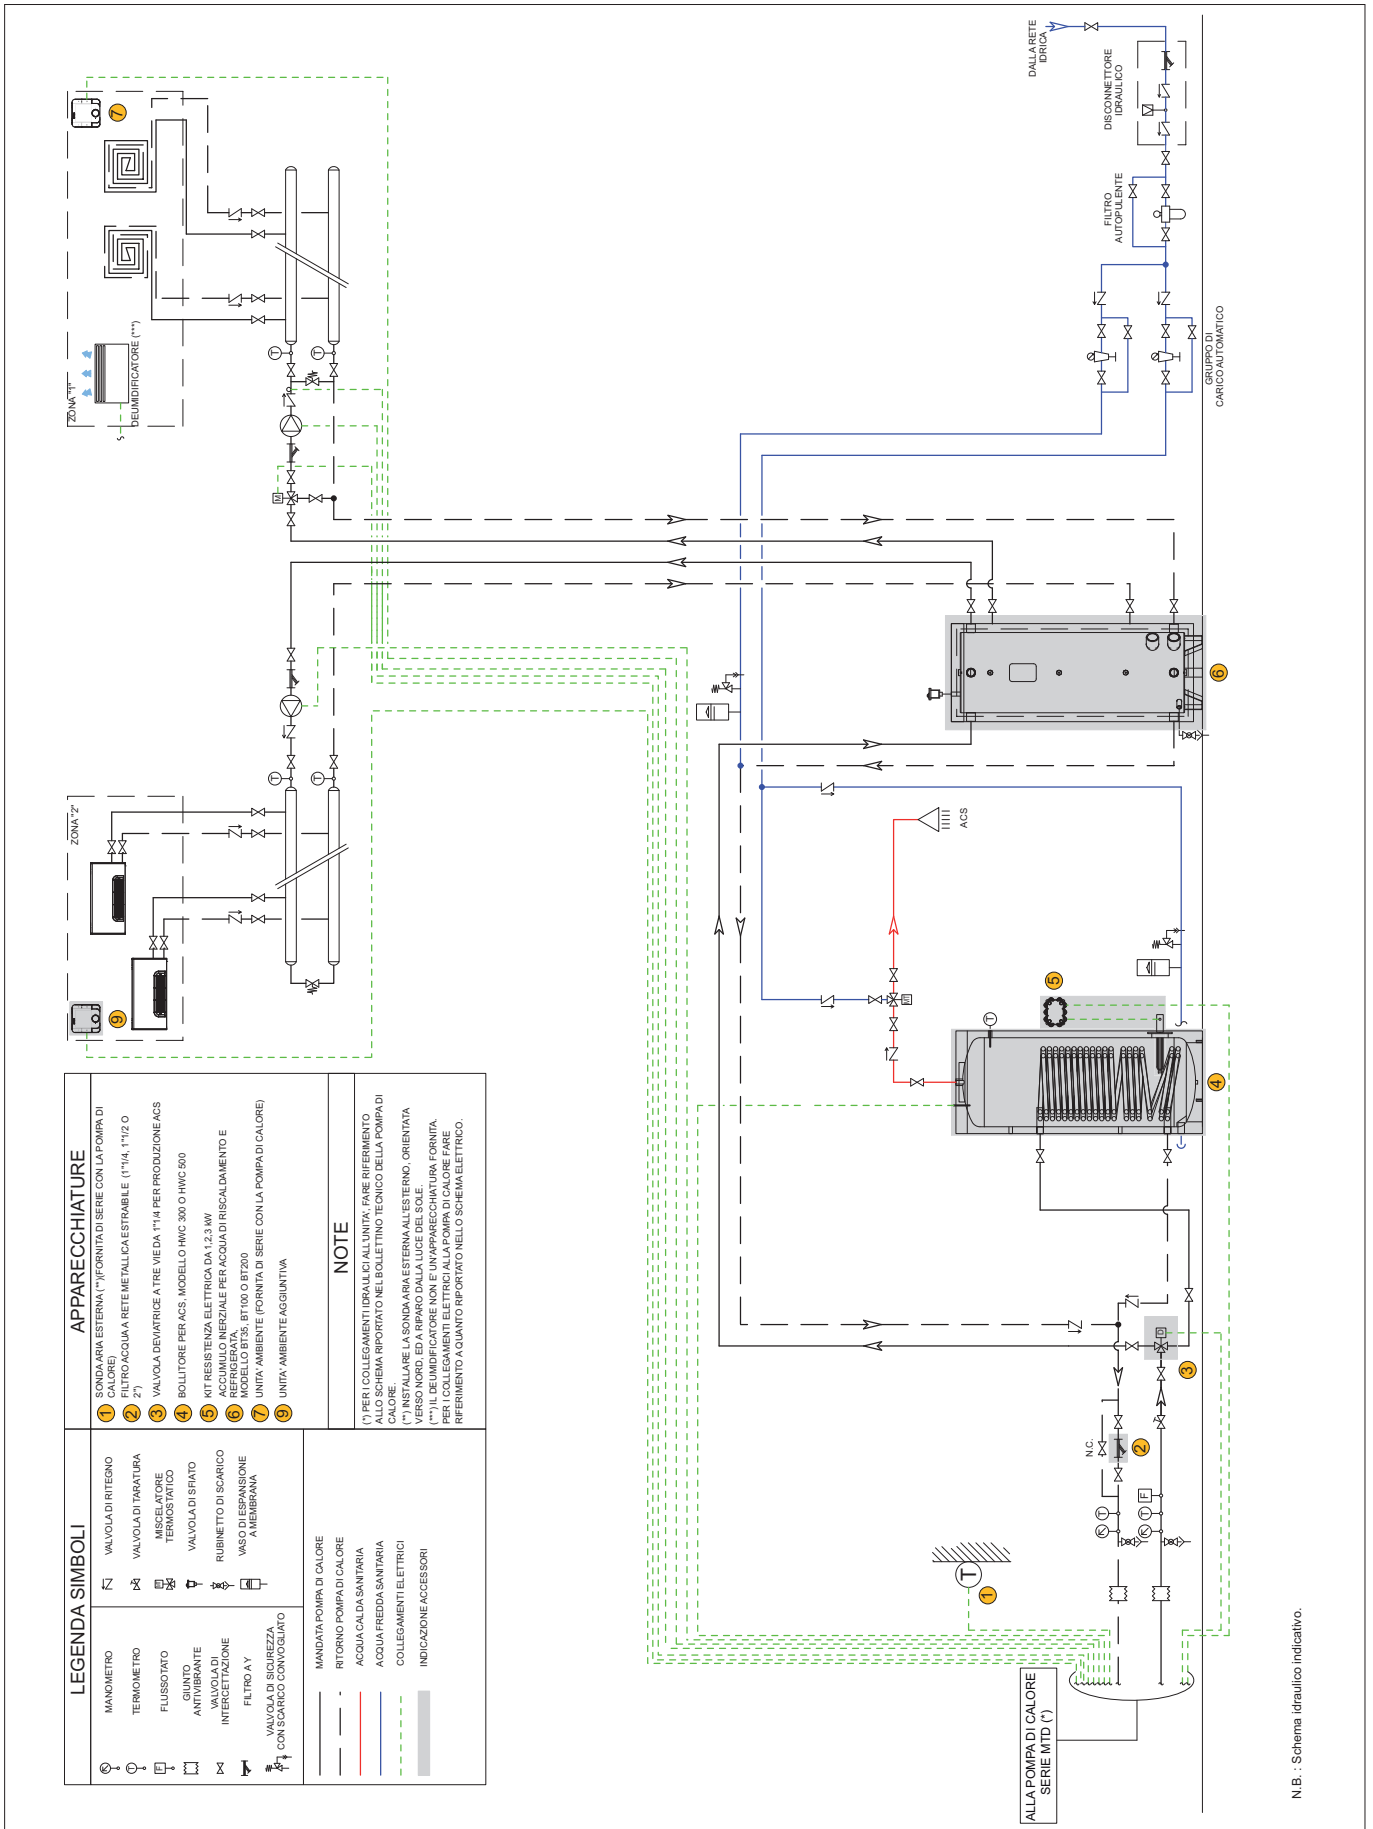 LEGENDA SIMBOLI
MANOMETRO
TERMOMETRO
FLUSSOTATO
GIUNTO
ANTIVIBRANTE
VALVOLA DI
INTERCETTAZIONE
FILTRO A Y
VALVOLA DI SICUREZZA
CON SCARICO CONVOGLIATO
VALVOLA DI RITEGNO
VALVOLA DI TARATURA
MISCELATORE
TERMOSTATICO
VALVOLA DI SFIATO
RUBINETTO DI SCARICO
VASO DI ESPANSIONE
A MEMBRANA
MANDATA POMPA DI CALORE
RITORNO POMPA DI CALORE
ACQUA CALDA SANITARIA
ACQUA FREDDA SANITARIA
COLLEGAMENTI ELETTRICI
INDICAZIONE ACCESSORI
APPARECCHIATURE
1 SONDA ARIA ESTERNA (**)(FORNITA DI SERIE CON LA POMPA DI
CALORE)
2 FILTRO ACQUA A RETE METALLICA ESTRAIBILE (1"1/4, 1"1/2 O
2")
3 VALVOLA DEVIATRICE A TRE VIE DA 1"1/4 PER PRODUZIONE ACS
4 BOLLITORE PER ACS, MODELLO HWC 300 O HWC 500
5 KIT RESISTENZA ELETTRICA DA 1,2,3 kW
6 ACCUMULO INERZIALE PER ACQUA DI RISCALDAMENTO E
REFRIGERATA,
MODELLO BT35, BT100 O BT200
7 UNITA' AMBIENTE (FORNITA DI SERIE CON LA POMPA DI CALORE)
9 UNITA' AMBIENTE AGGIUNTIVA
NOTE
(*) PER I COLLEGAMENTI IDRAULICI ALL'UNITA', FARE RIFERIMENTO
ALLO SCHEMA RIPORTATO NEL BOLLETTINO TECNICO DELLA POMPA DI
CALORE.
(**) INSTALLARE LA SONDA ARIA ESTERNA ALL'ESTERNO, ORIENTATA
VERSO NORD, ED A RIPARO DALLA LUCE DEL SOLE.
(***) IL DEUMIDIFICATORE NON E' UN'APPARECCHIATURA FORNITA.
PER I COLLEGAMENTI ELETTRICI ALLA POMPA DI CALORE FARE
RIFERIMENTO A QUANTO RIPORTATO NELLO SCHEMA ELETTRICO.
ZONA "2"
9
ZONA "1"
DEUMIDIFICATORE (***)
7
T
T
T
T
M
DALLA RETE
IDRICA
DISCONNETTORE
IDRAULICO
FILTRO
AUTOPULENTE
GRUPPO DI
CARICO AUTOMATICO
6
ACS
MT
T
5
4
D
3
N.C.
2
T
T
F
T
1
ALLA POMPA DI CALORE
SERIE MTD (*)
N.B. : Schema idraulico indicativo.